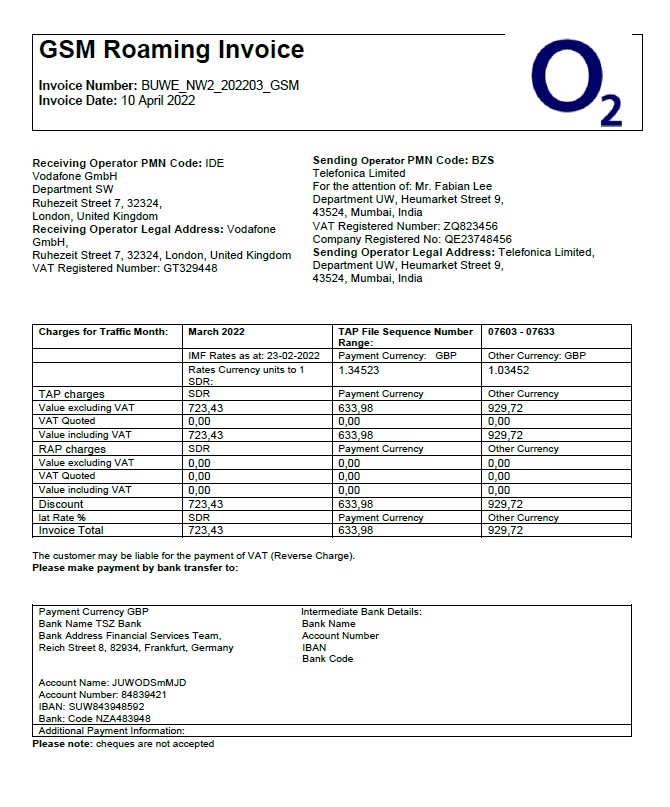 GSM Roaming Invoice
Invoice Number: BUWE_NW2_202203_GSM
Invoice Date: 10 April 2022
O2
Receiving Operator PMN Code: IDE
Vodafone GmbH
Department SW
Ruhezeit Street 7, 32324,
London, United Kingdom
Receiving Operator Legal Address: Vodafone
GmbH,
Ruhezeit Street 7, 32324, London, United Kingdom
VAT Registered Number: GT329448
Sending Operator PMN Code: BZS
Telefonica Limited
For the attention of: Mr. Fabian Lee
Department UW, Heumarket Street 9,
43524, Mumbai, India
VAT Registered Number: ZQ823456
Company Registered No: QE23748456
Sending Operator Legal Address: Telefonica Limited,
Department UW, Heumarket Street 9,
43524, Mumbai, India
Charges for Traffic Month: March 2022 TAP File Sequence Number Range: 07603 - 07633
IMF Rates as at: 23-02-2022 Payment Currency: GBP Other Currency: GBP
Rates Currency units to 1 SDR: 1.34523 1.03452
TAP charges SDR Payment Currency Other Currency
Value excluding VAT 723,43 633,98 929,72
VAT Quoted 0,00 0,00 0,00
Value including VAT 723,43 633,98 929,72
RAP charges SDR Payment Currency Other Currency
Value excluding VAT 0,00 0,00 0,00
VAT Quoted 0,00 0,00 0,00
Value including VAT 0,00 0,00 0,00
Discount 723,43 633,98 929,72
Iat Rate % SDR Payment Currency Other Currency
Invoice Total 723,43 633,98 929,72
The customer may be liable for the payment of VAT (Reverse Charge).
Please make payment by bank transfer to:
Payment Currency GBP
Bank Name TSZ Bank
Bank Address Financial Services Team,
Reich Street 8, 82934, Frankfurt, Germany
Account Name: JUWODSmMJD
Account Number: 84839421
IBAN: SUW843948592
Bank: Code NZA483948
Intermediate Bank Details:
Bank Name
Account Number
IBAN
Bank Code
Additional Payment Information:
Please note: cheques are not accepted